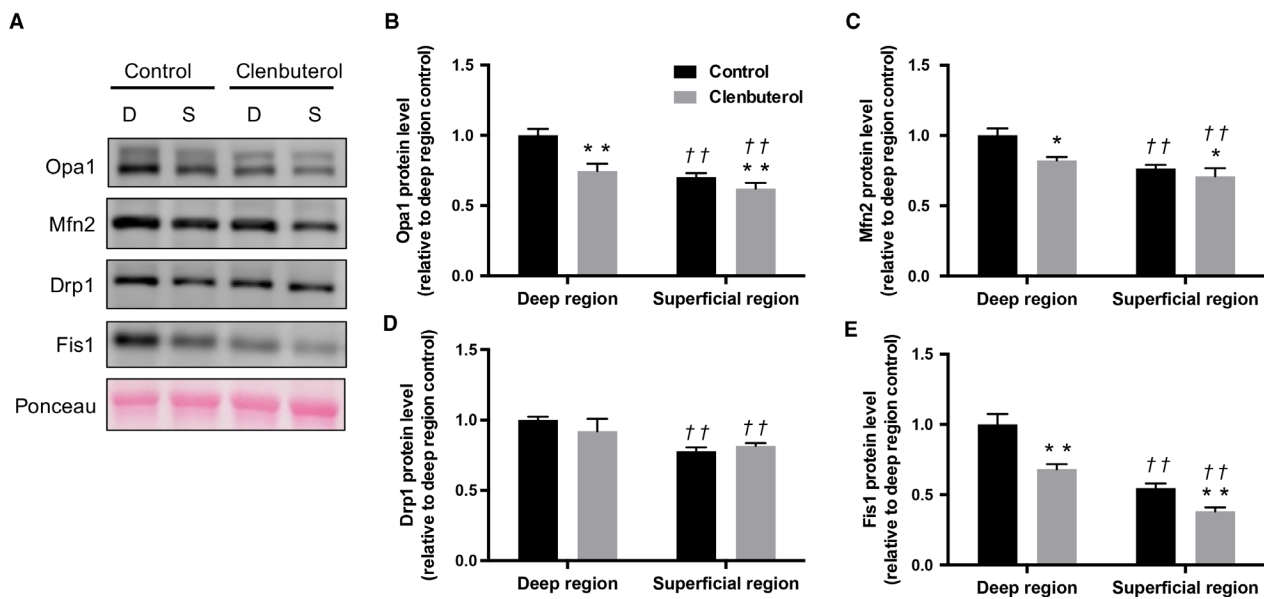 A
Control Clenbuterol
D S D S
Opa1
Mfn2
Drp1
Fis1
Ponceau
B
Opa1 protein level
(relative to deep region control)
1.5
1.0
0.5
0.0
Control
Clenbuterol
* *
† †
† †
* *
Deep region Superficial region
C
Mfn2 protein level
(relative to deep region control)
1.5
1.0
0.5
0.0
*
† †
† †
*
Deep region Superficial region
D
Drp1 protein level
(relative to deep region control)
1.5
1.0
0.5
0.0
† †
† †
Deep region Superficial region
E
Fis1 protein level
(relative to deep region control)
1.5
1.0
0.5
0.0
* *
† †
† †
* *
Deep region Superficial region